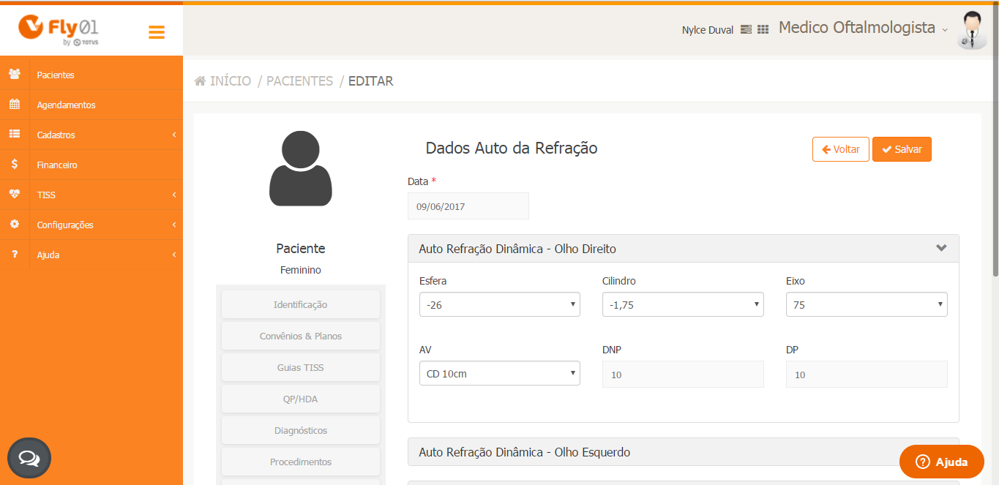 Fly01
by TOTVS
Nylce Duval
Medico Oftalmologista
Pacientes
Agendamentos
Cadastros
Financeiro
TISS
Configurações
Ajuda
INÍCIO / PACIENTES / EDITAR
Paciente
Feminino
Identificação
Convênios & Planos
Guias TISS
QP/HDA
Diagnósticos
Procedimentos
Dados Auto da Refração
Voltar
Salvar
Data *
09/06/2017
Auto Refração Dinâmica - Olho Direito
Esfera Cilindro Eixo
-26 -1,75 75
AV DNP DP
CD 10cm 10 10
Auto Refração Dinâmica - Olho Esquerdo
Ajuda